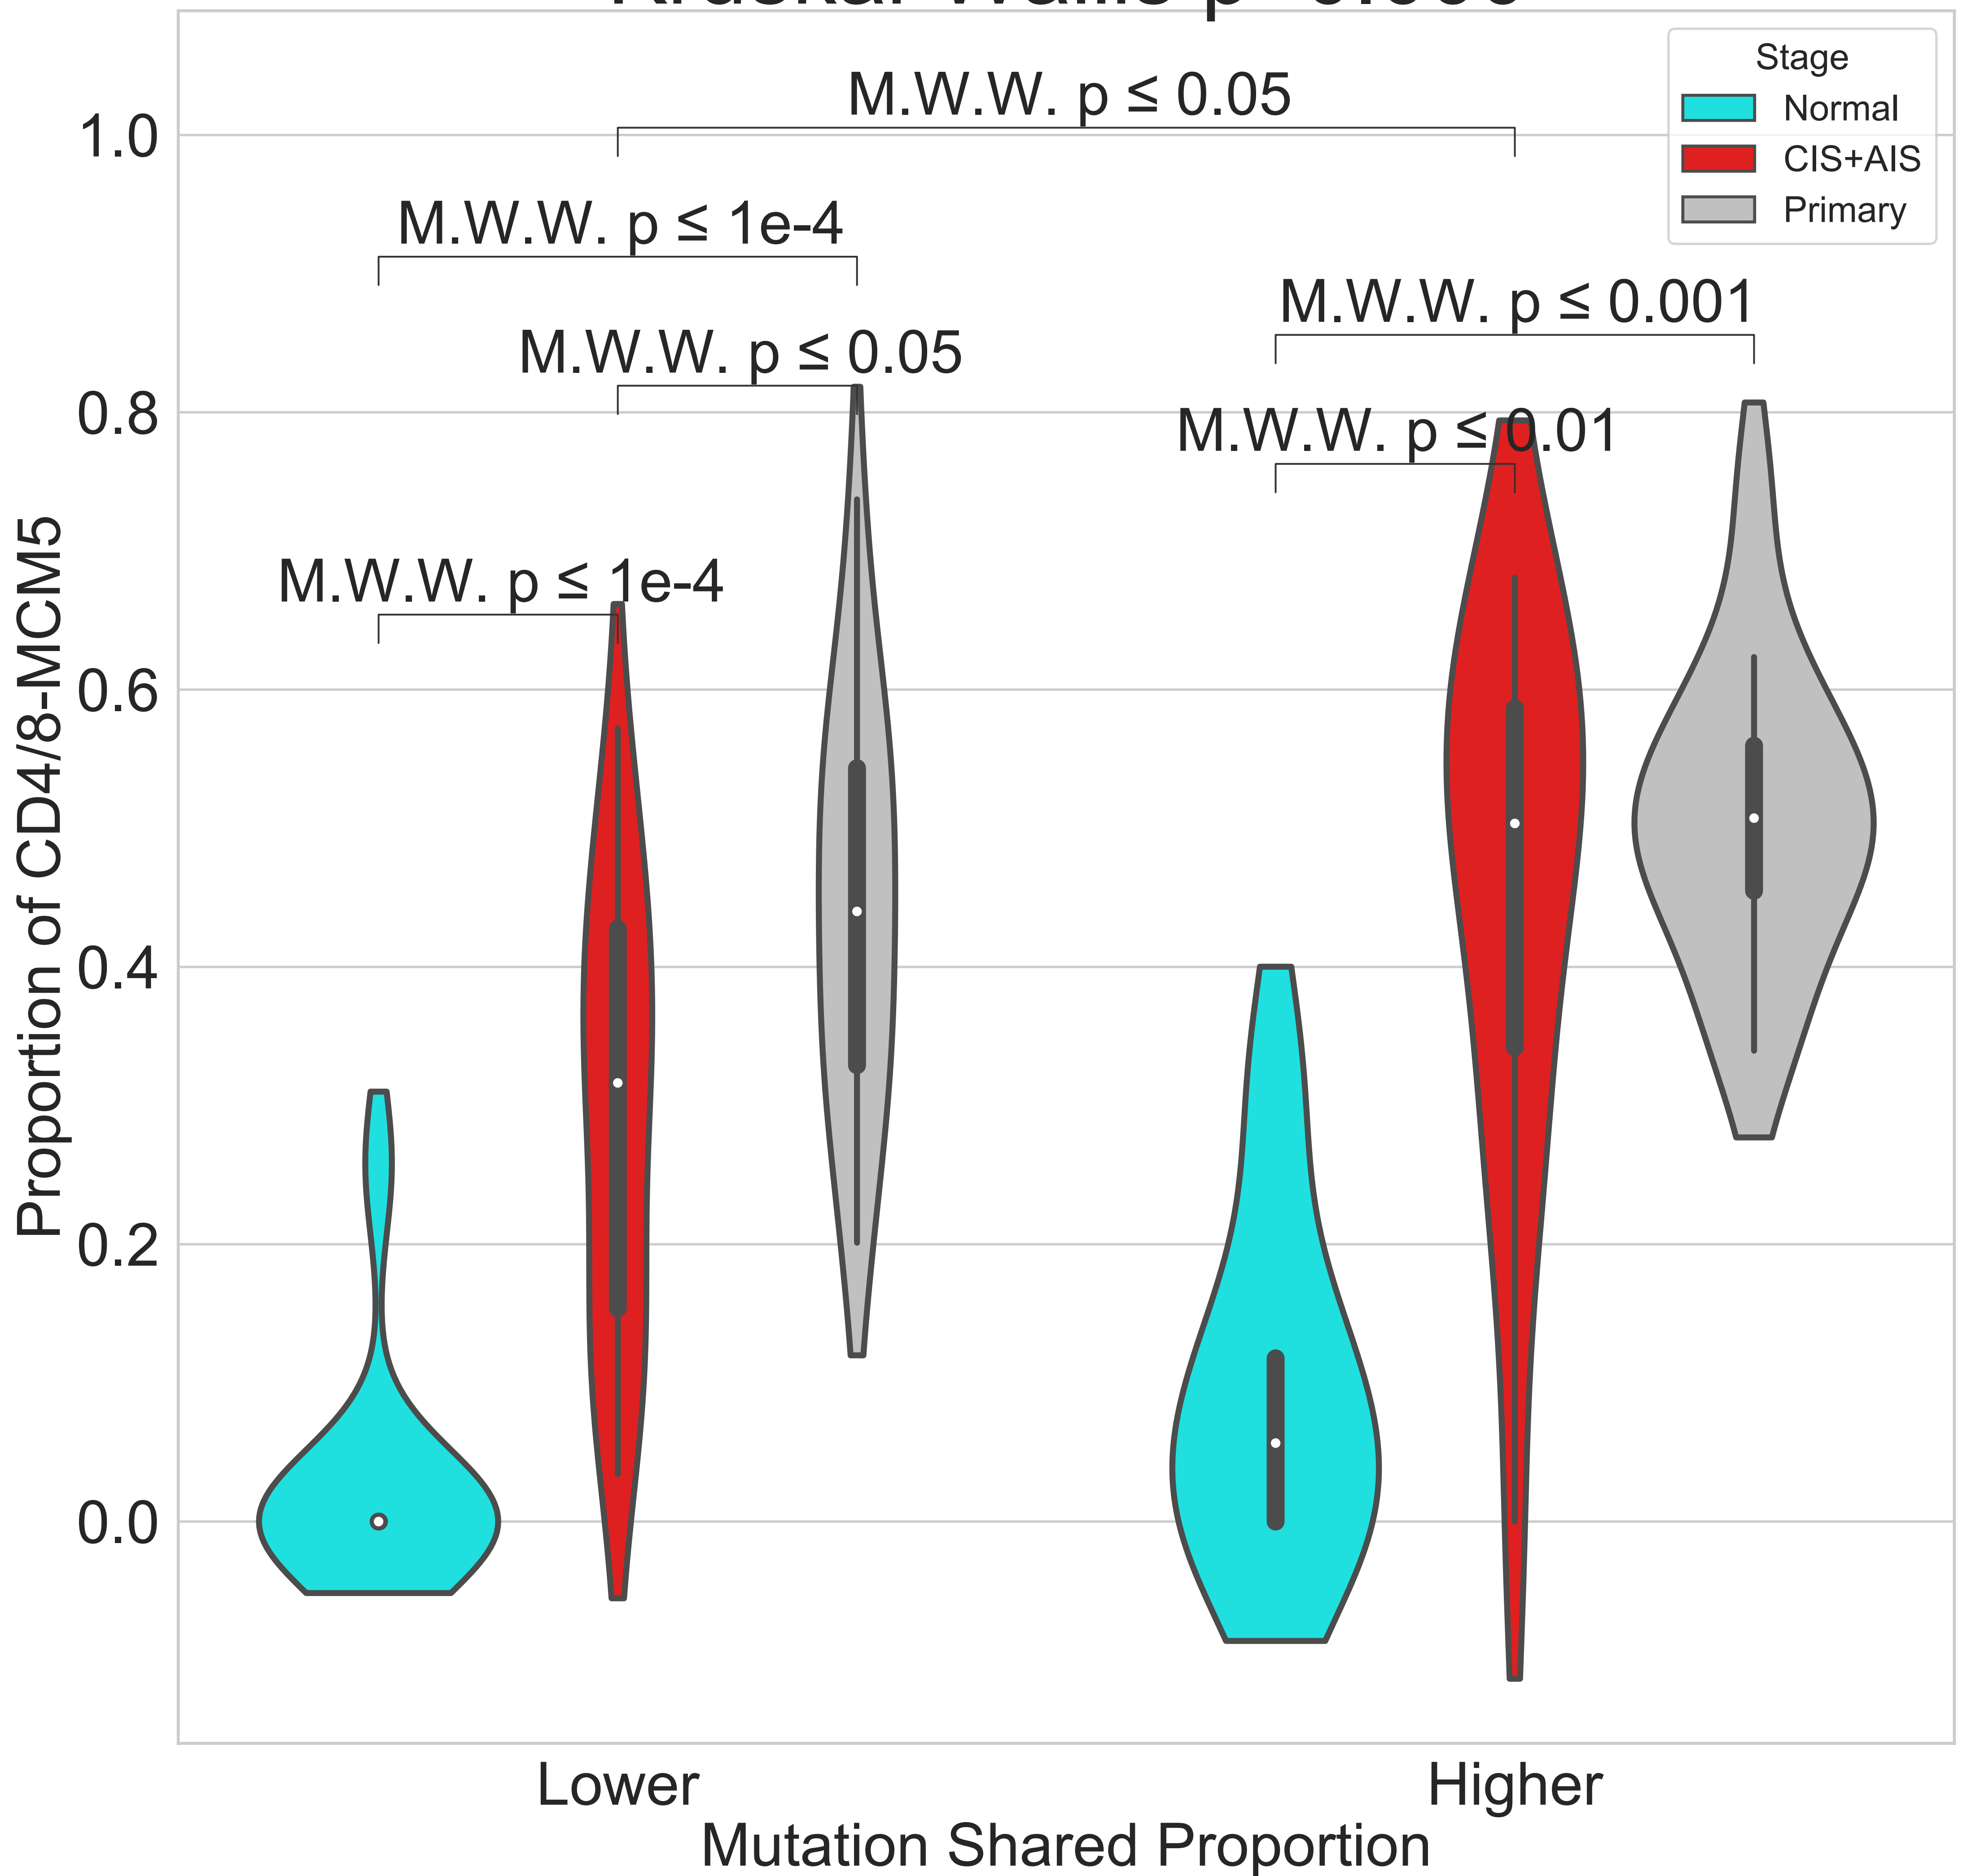 Stage
Normal
CIS+AIS
Primary
M.W.W. p ≤ 0.05
M.W.W. p ≤ 1e-4
M.W.W. p ≤ 0.001
M.W.W. p ≤ 0.05
M.W.W. p ≤ 0.01
M.W.W. p ≤ 1e-4
1.0
0.8
0.6
0.4
0.2
0.0
Proportion of CD4/8-MCM5
Lower
Higher
Mutation Shared Proportion